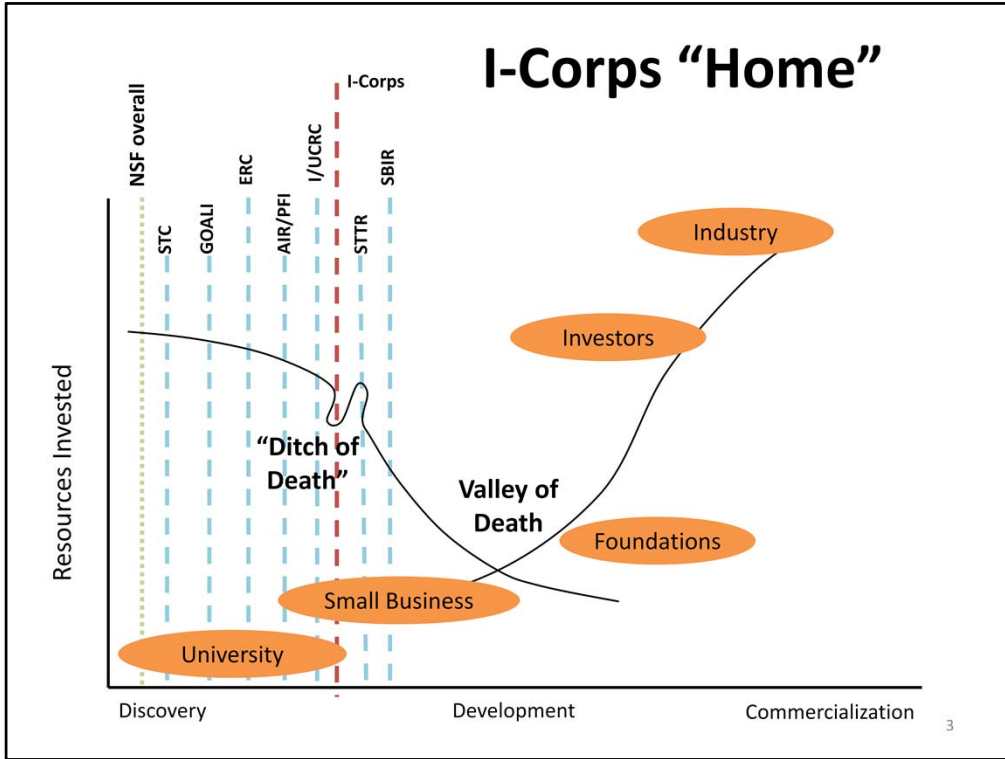 I-Corps “Home”
I-Corps
NSF overall
STC
GOALI
ERC
AIR/PFI
I/UCRC
STTR
SBIR
Industry
Investors
Resources Invested
“Ditch of
Death”
Valley of
Death
Foundations
Small Business
University
Discovery
Development
Commercialization
3